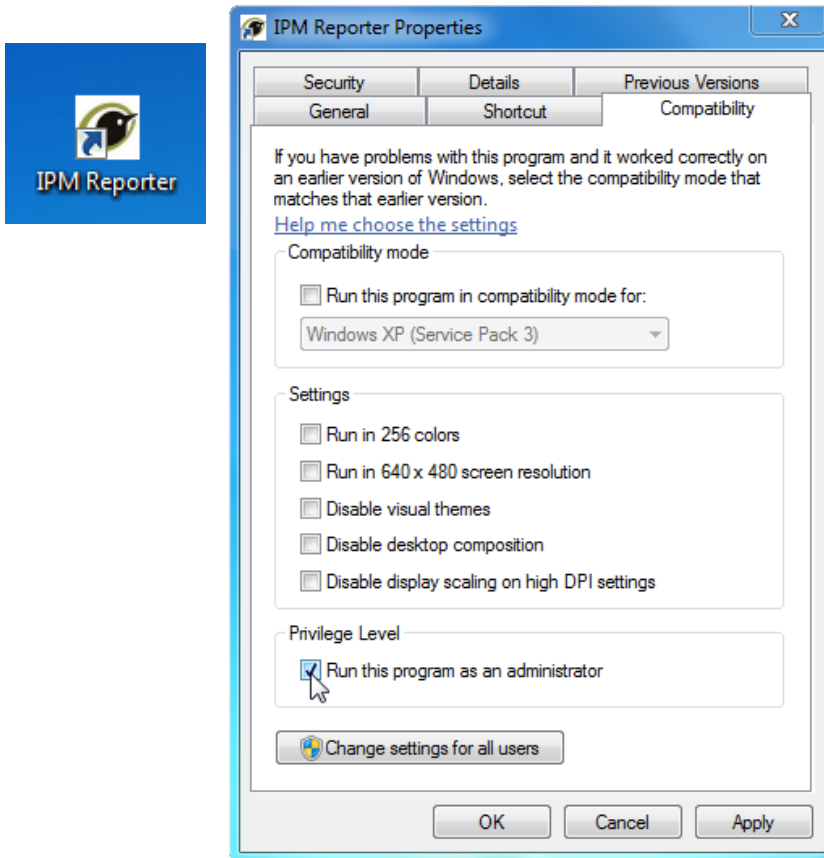 IPM Reporter
IPM Reporter Properties
Security Details Previous Versions
General Shortcut Compatibility
If you have problems with this program and it worked correctly on
an earlier version of Windows, select the compatibility mode that
matches that earlier version.
Help me choose the settings
Compatibility mode
Run this program in compatibility mode for:
Windows XP (Service Pack 3)
Settings
Run in 256 colors
Run in 640 x 480 screen resolution
Disable visual themes
Disable desktop composition
Disable display scaling on high DPI settings
Privilege Level
Run this program as an administrator
Change settings for all users
OK Cancel Apply